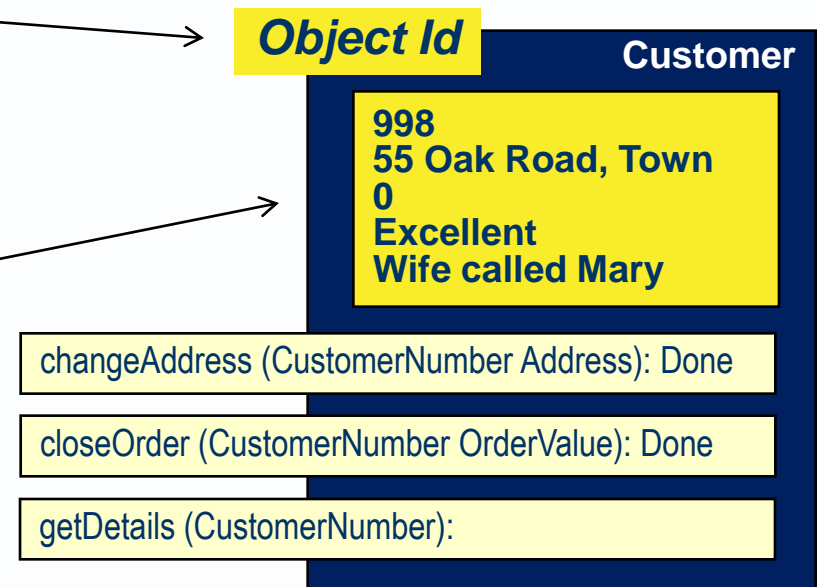 Object Id
Customer
998
55 Oak Road, Town
0
Excellent
Wife called Mary
changeAddress (CustomerNumber Address): Done
closeOrder (CustomerNumber OrderValue): Done
getDetails (CustomerNumber):